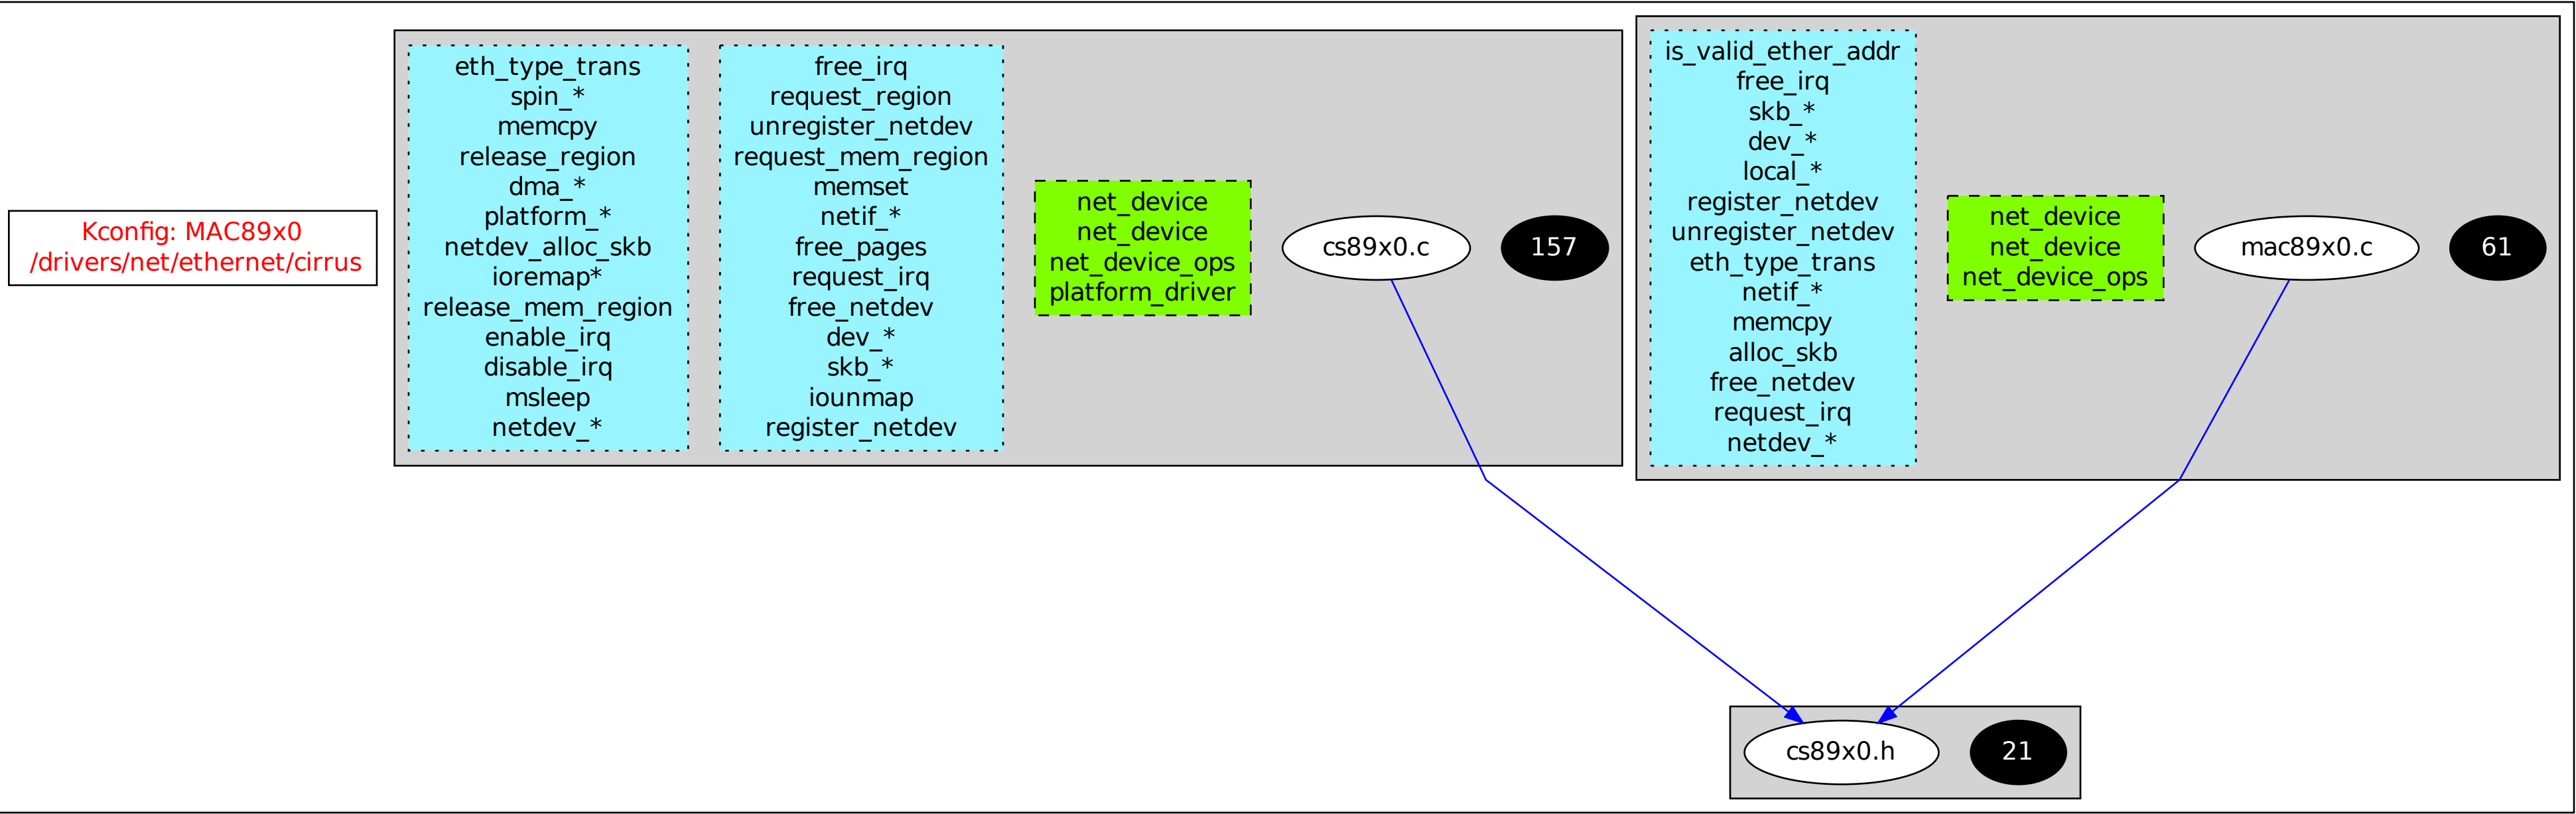 Kconfig: MAC89x0
/drivers/net/ethernet/cirrus
eth_type_trans
spin_*
memcpy
release_region
dma_*
platform_*
netdev_alloc_skb
ioremap*
release_mem_region
enable_irq
disable_irq
msleep
netdev_*
free_irq
request_region
unregister_netdev
request_mem_region
memset
netif_*
free_pages
request_irq
free_netdev
dev_*
skb_*
iounmap
register_netdev
net_device
net_device
net_device_ops
platform_driver
cs89x0.c
157
is_valid_ether_addr
free_irq
skb_*
dev_*
local_*
register_netdev
unregister_netdev
eth_type_trans
netif_*
memcpy
alloc_skb
free_netdev
request_irq
netdev_*
net_device
net_device
net_device_ops
mac89x0.c
61
cs89x0.h
21